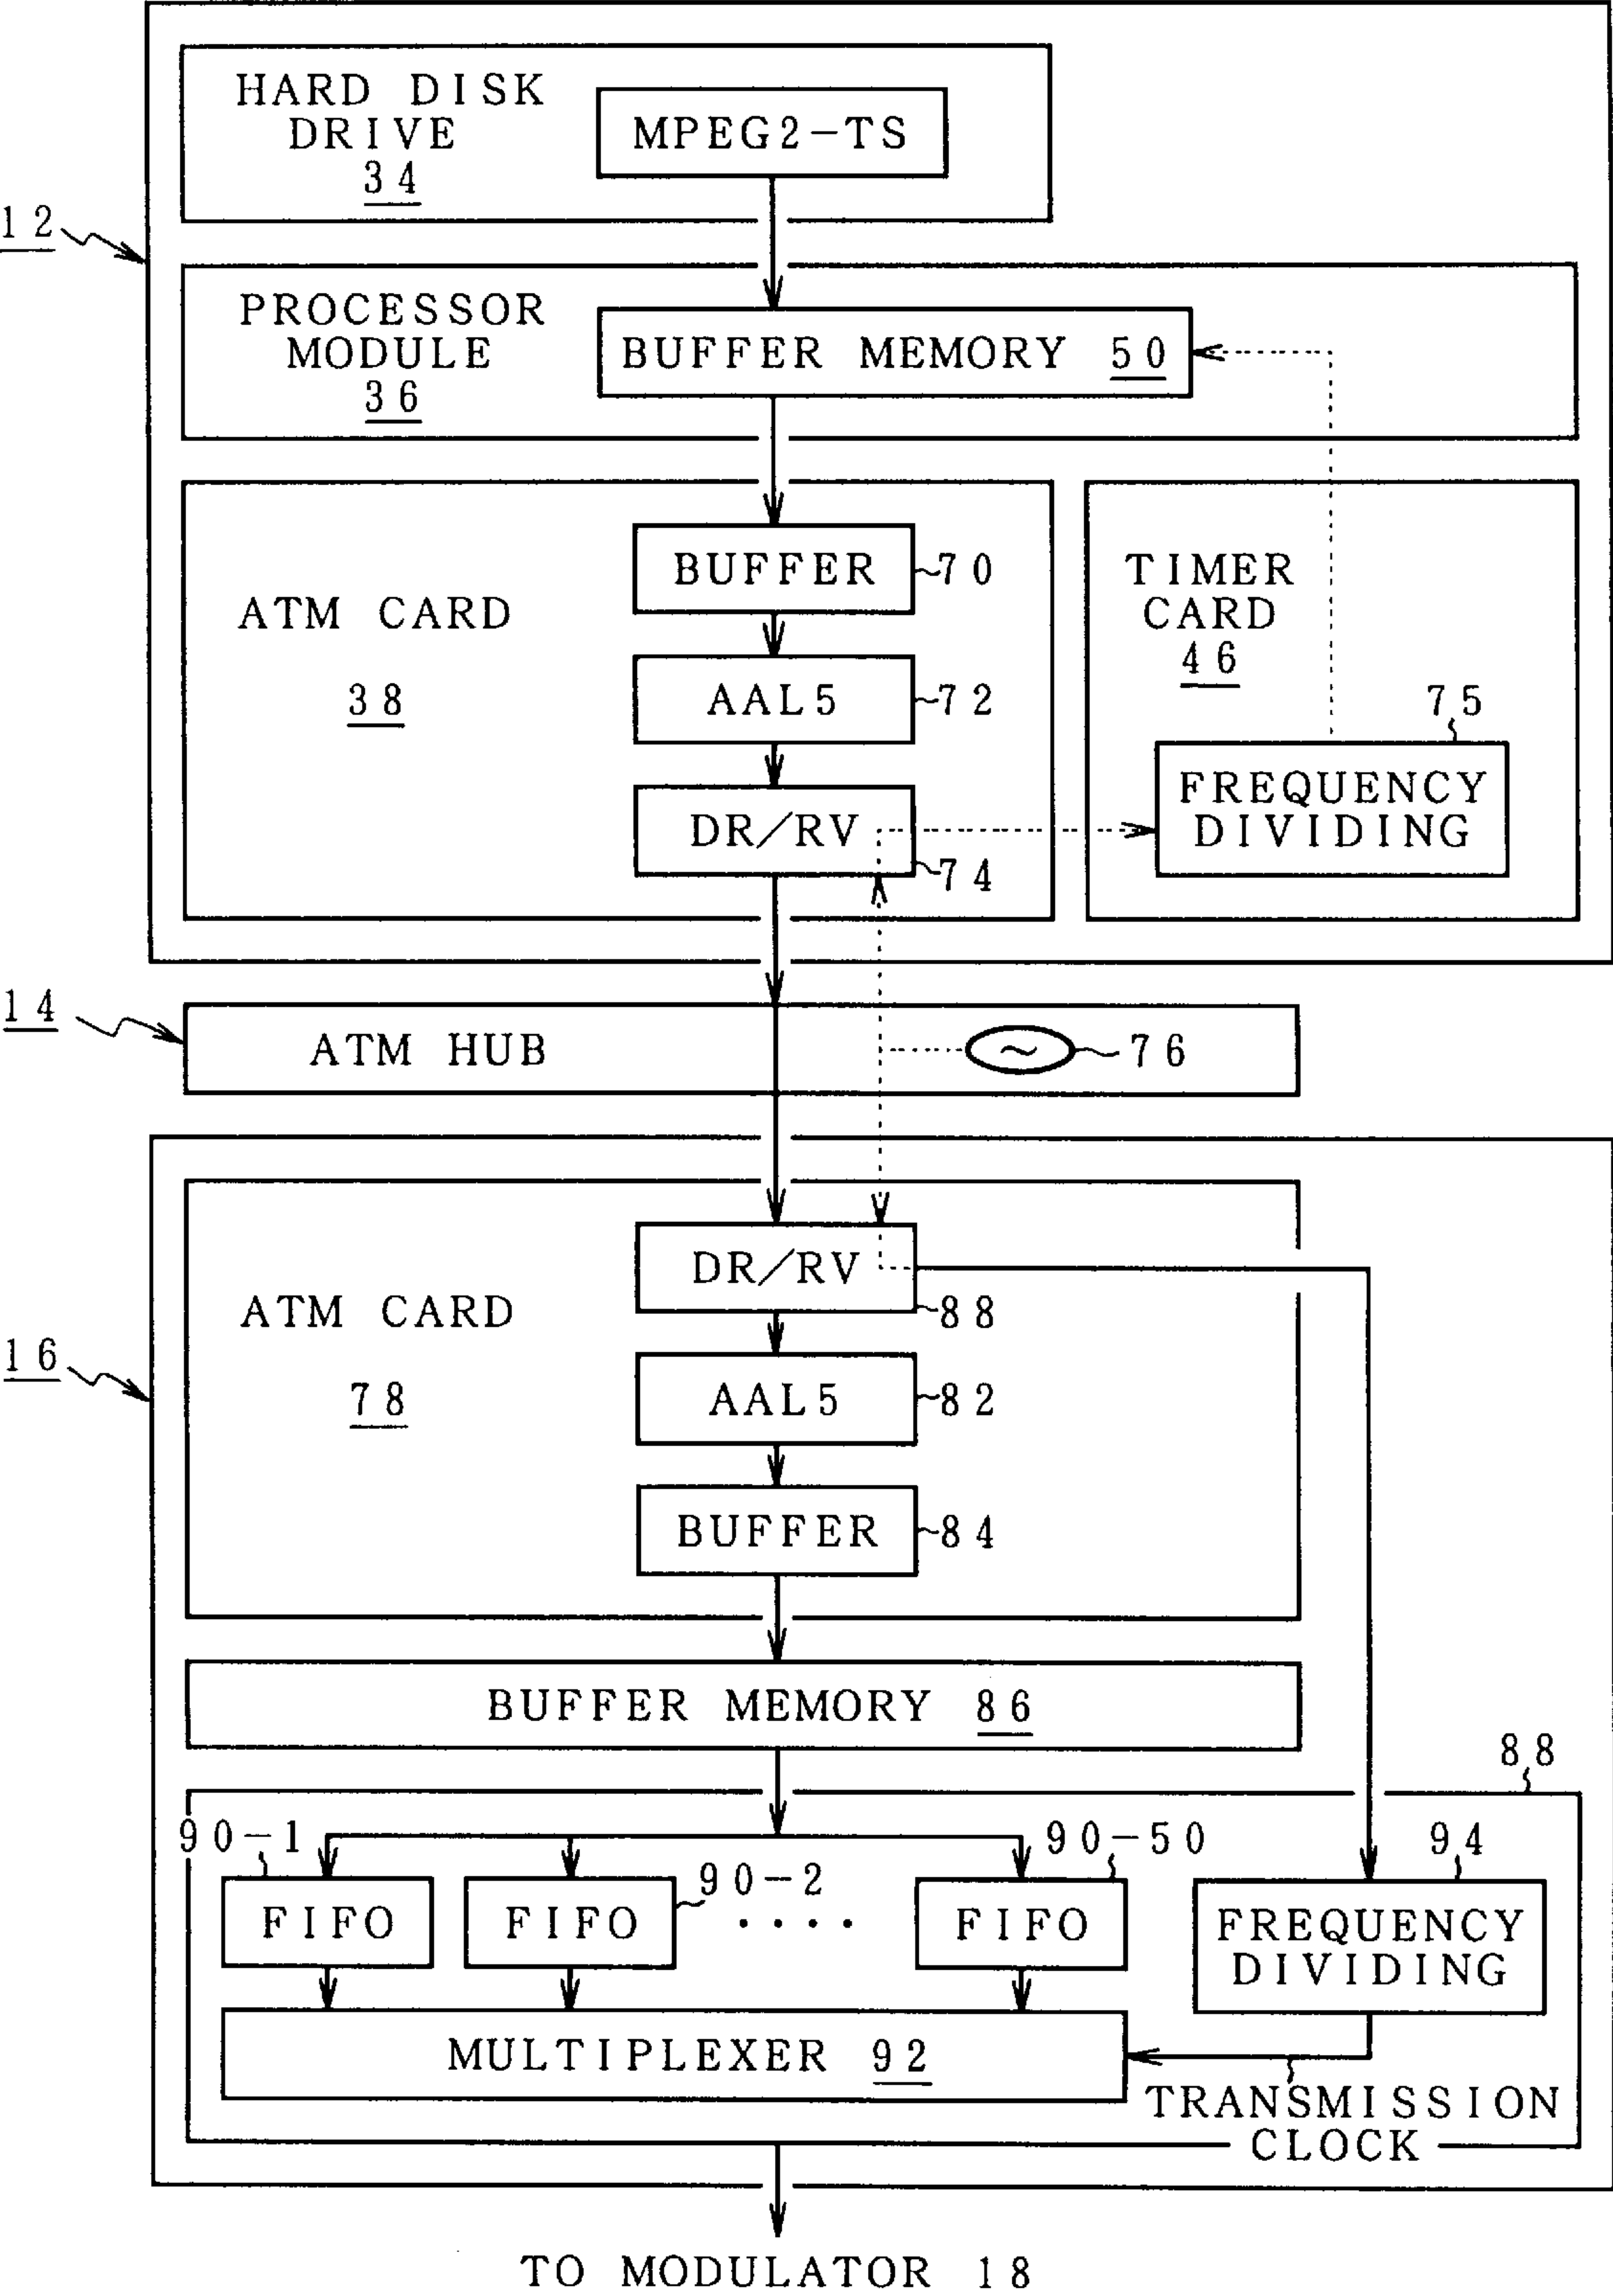 HARD DISK
DRIVE
34
MPEG2-TS
12
PROCESSOR
MODULE
36
BUFFER MEMORY 50
ATM CARD
38
BUFFER
70
AAL5
72
DR/RV
74
TIMER
CARD
46
75
FREQUENCY
DIVIDING
14
ATM HUB
~
76
16
ATM CARD
78
DR/RV
88
AAL5
82
BUFFER
84
BUFFER MEMORY 86
88
90-1
FIFO
90-2
FIFO
....
90-50
FIFO
94
FREQUENCY
DIVIDING
MULTIPLEXER 92
TRANSMISSION
CLOCK
TO MODULATOR 18